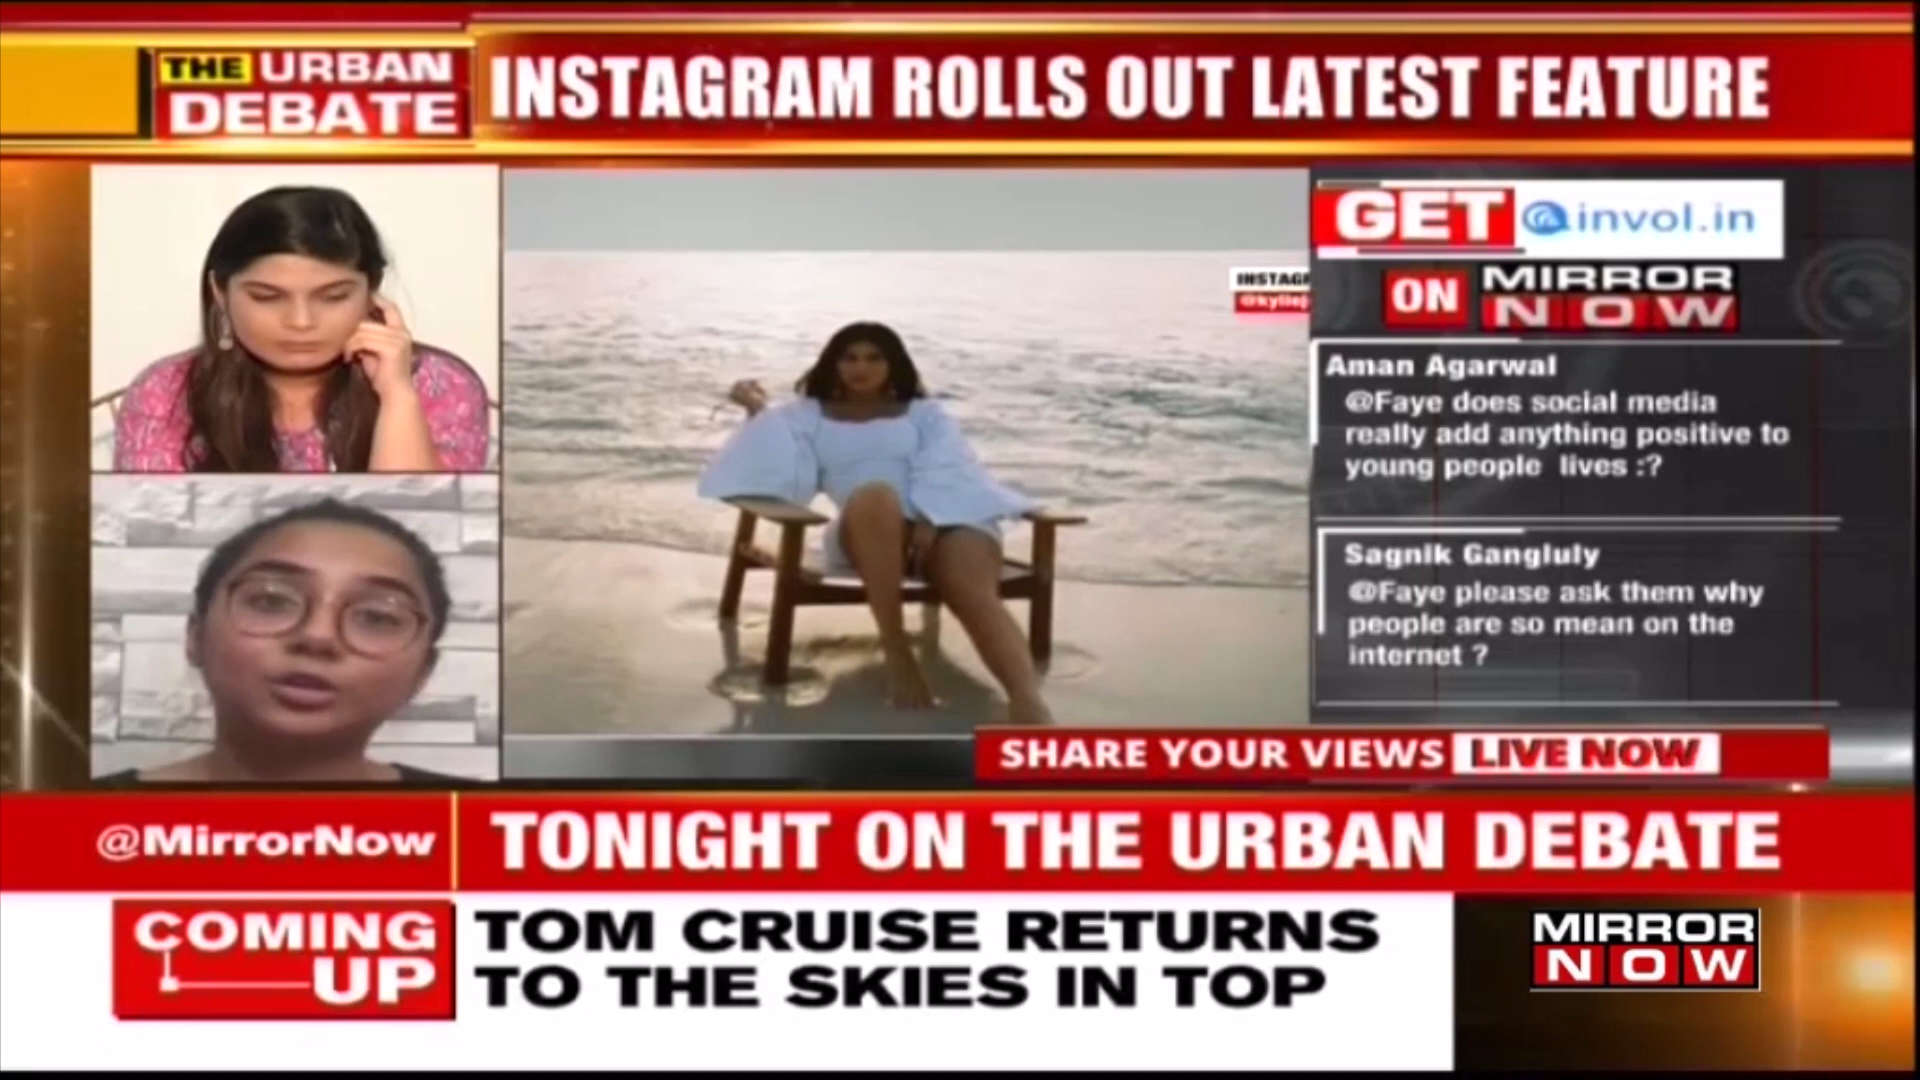 THE URBAN
DEBATE
INSTAGRAM ROLLS OUT LATEST FEATURE
GET @invol.in
ON MIRROR
NOW
Aman Agarwal
@Faye does social media
really add anything positive to
young people lives :?
Sagnik Gangluly
@Faye please ask them why
people are so mean on the
internet ?
SHARE YOUR VIEWS LIVE NOW
@MirrorNow
TONIGHT ON THE URBAN DEBATE
COMING
UP
TOM CRUISE RETURNS
TO THE SKIES IN TOP
MIRROR
NOW